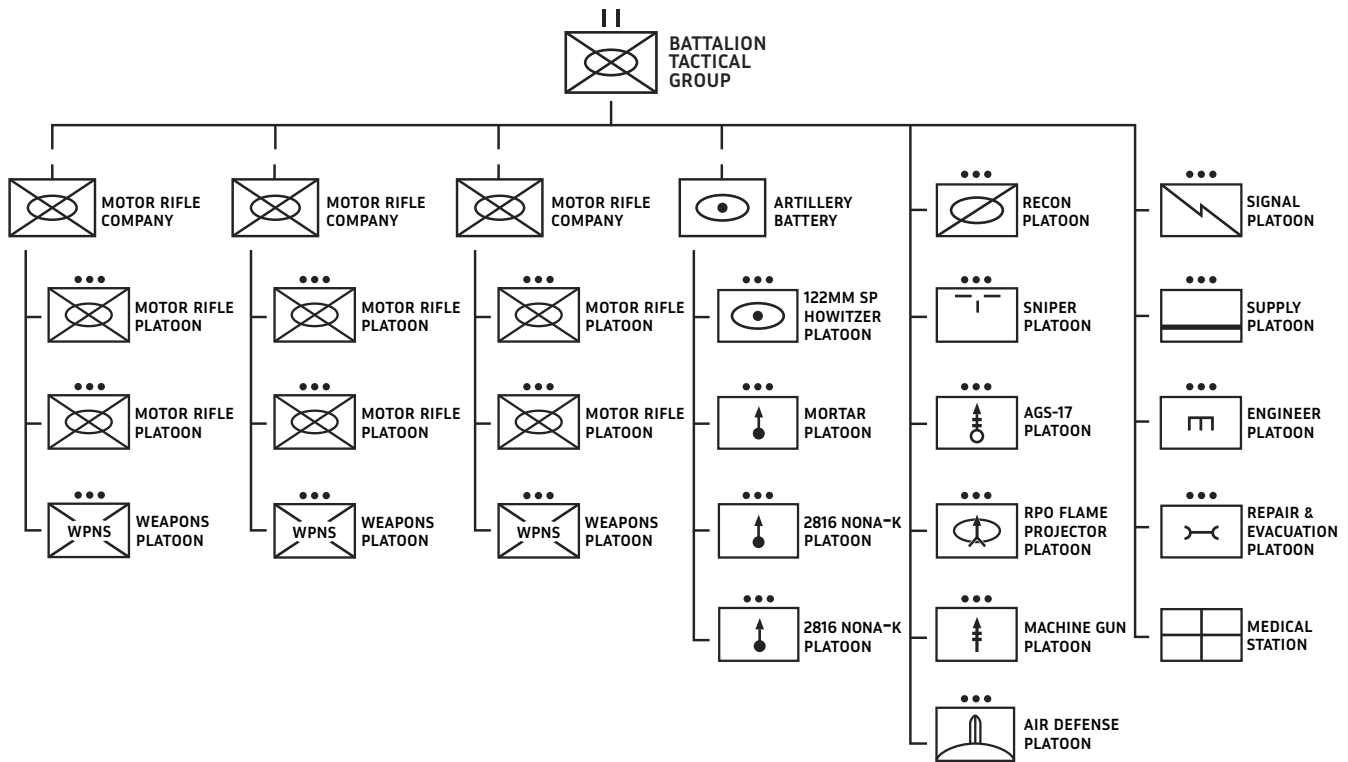 BATTALION
TACTICAL
GROUP
MOTOR RIFLE
COMPANY
MOTOR RIFLE
COMPANY
MOTOR RIFLE
COMPANY
ARTILLERY
BATTERY
RECON
PLATOON
SIGNAL
PLATOON
MOTOR RIFLE
PLATOON
MOTOR RIFLE
PLATOON
MOTOR RIFLE
PLATOON
122MM SP
HOWITZER
PLATOON
SNIPER
PLATOON
SUPPLY
PLATOON
MOTOR RIFLE
PLATOON
MOTOR RIFLE
PLATOON
MOTOR RIFLE
PLATOON
MORTAR
PLATOON
AGS-17
PLATOON
ENGINEER
PLATOON
WPNS
WEAPONS
PLATOON
WPNS
WEAPONS
PLATOON
WPNS
WEAPONS
PLATOON
2B16 NONA-K
PLATOON
RPO FLAME
PROJECTOR
PLATOON
REPAIR &
EVACUATION
PLATOON
2B16 NONA-K
PLATOON
MACHINE GUN
PLATOON
MEDICAL
STATION
AIR DEFENSE
PLATOON